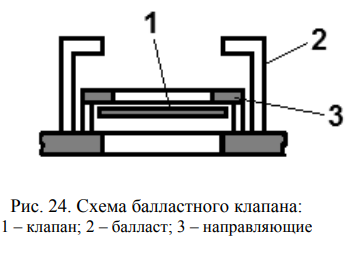 1
2
3
Рис. 24. Схема балластного клапана:
1 – клапан; 2 – балласт; 3 – направляющие